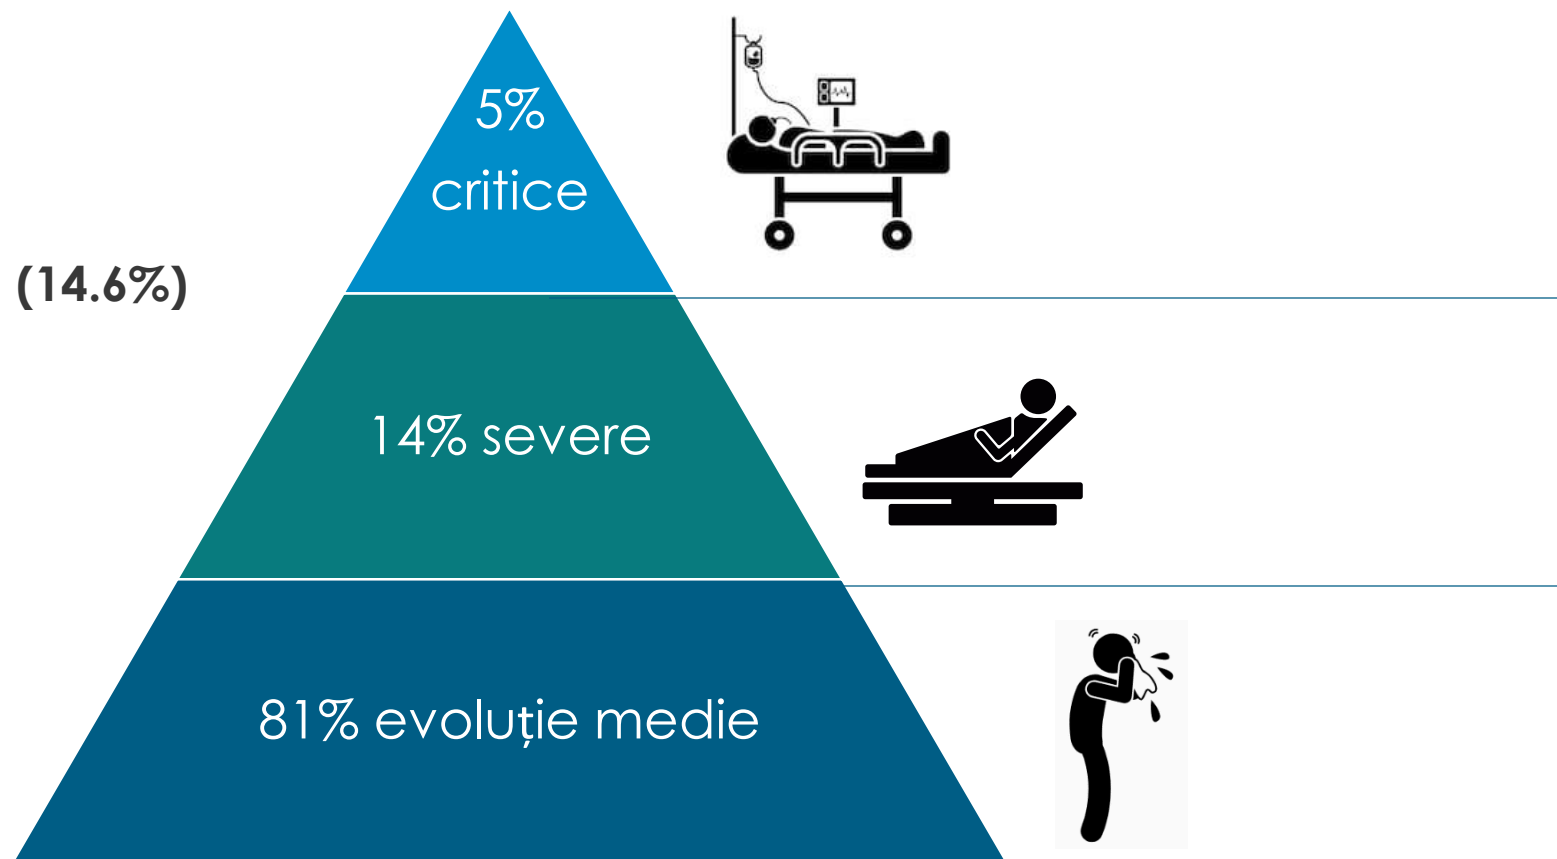 5%
critice
(14.6%)
14% severe
81% evoluție medie